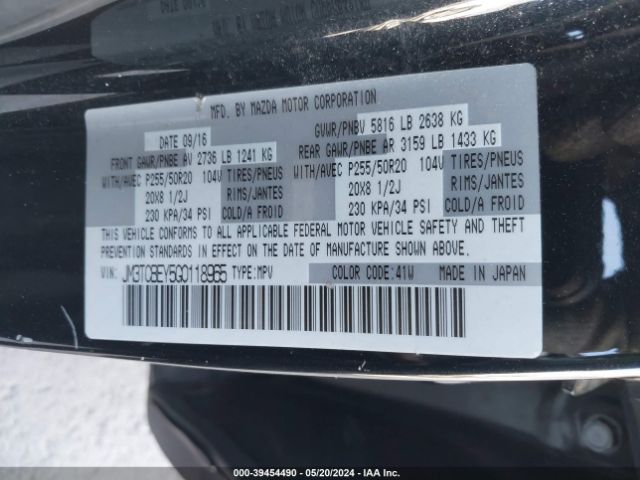 MFD. BY MAZDA MOTOR CORPORATION
DATE 09/16 GVWR/PNBV 5816 LB 2638 KG
FRONT GAWR/PNBE AV 2736 LB 1241 KG REAR GAWR/PNBE AR 3159 LB 1433 KG
WITH/AVEC P255/50R20 104V TIRES/PNEUS WITH/AVEC P255/50R20 104V TIRES/PNEUS
20X8 1/2J RIMS/JANTES 20X8 1/2J RIMS/JANTES
230 KPA/34 PSI COLD/A FROID 230 KPA/34 PSI COLD/A FROID
THIS VEHICLE CONFORMS TO ALL APPLICABLE FEDERAL MOTOR VEHICLE SAFETY AND THEFT
PREVENTION STANDARDS IN EFFECT ON THE DATE OF MANUFACTURE SHOWN ABOVE.
VIN: JM3TC8EY5G0118965 TYPE:MPV COLOR CODE:41W MADE IN JAPAN
000-39454490 - 05/20/2024 - IAA Inc.